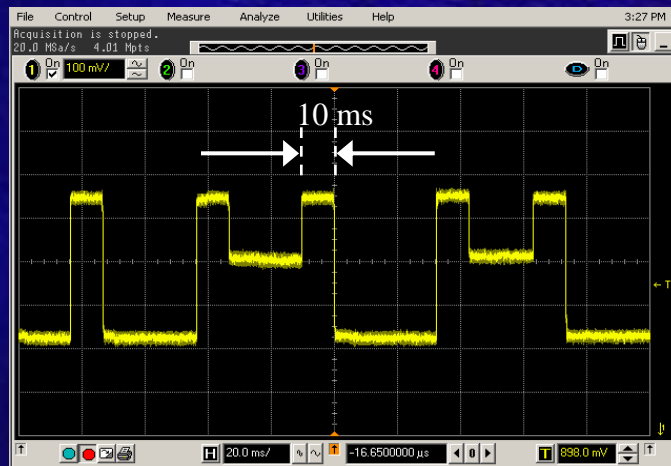 File Control Setup Measure Analyze Utilities Help 3:27 PM
Acquisition is stopped.
20.0 MSa/s 4.01 Mpts
1 On 100 mV/ 2 On 3 On 4 On D On
10 ms
T
H 20.0 ms/ -16.6500000 µs 0 T 898.0 mV